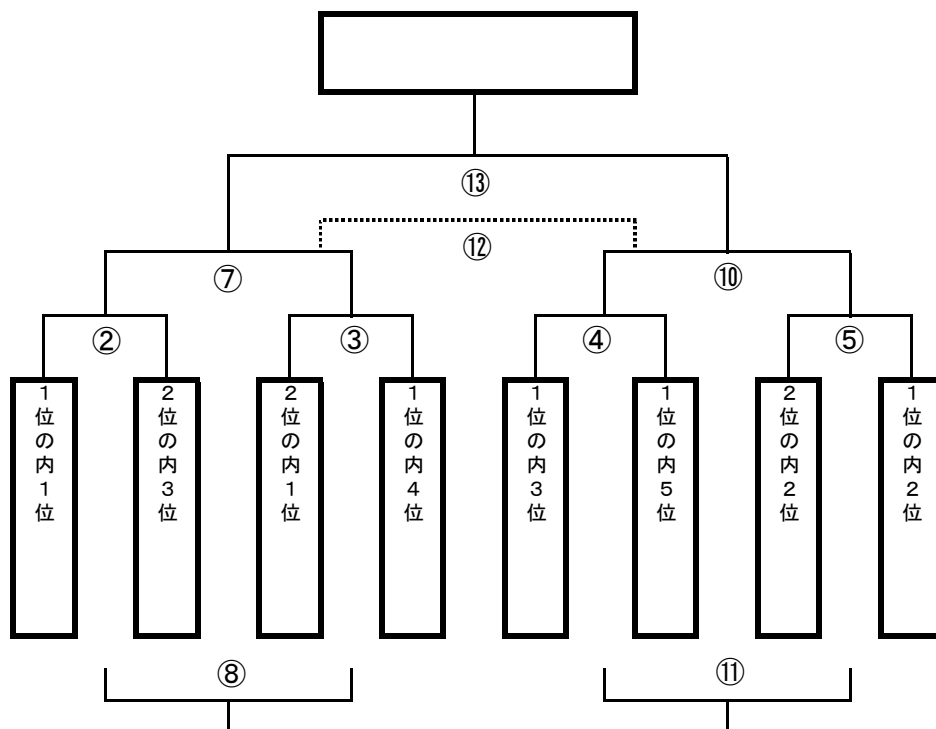 ⑬
⑫
⑦
⑩
②
③
④
⑤
１位の内１位
２位の内３位
２位の内１位
１位の内４位
１位の内３位
１位の内５位
２位の内２位
１位の内２位
⑧
⑪